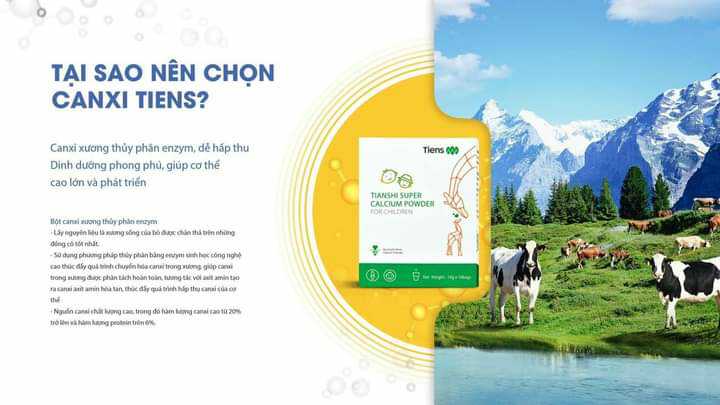 TẠI SAO NÊN CHỌN
CANXI TIENS?
Canxi xương thủy phân enzym, dễ hấp thu
Dinh dưỡng phong phú, giúp cơ thể
cao lớn và phát triển
Bột canxi xương thủy phân enzym
- Lấy nguyên liệu là xương sống của bò được chăn thả trên những
đồng cỏ tốt nhất.
- Sử dụng phương pháp thủy phân bằng enzym sinh học công nghệ
cao thúc đẩy quá trình chuyển hóa canxi trong xương, giúp canxi
trong xương được phân tách hoàn toàn, tương tác với axit amin tạo
ra canxi axit amin hòa tan, thúc đẩy quá trình hấp thụ canxi của cơ
thể
- Nguồn canxi chất lượng cao, trong đó hàm lượng canxi cao từ 20%
trở lên và hàm lượng protein trên 6%.
Tiens
TIANSHI SUPER
CALCIUM POWDER
FOR CHILDREN
Net Weight: 10g x 10bags